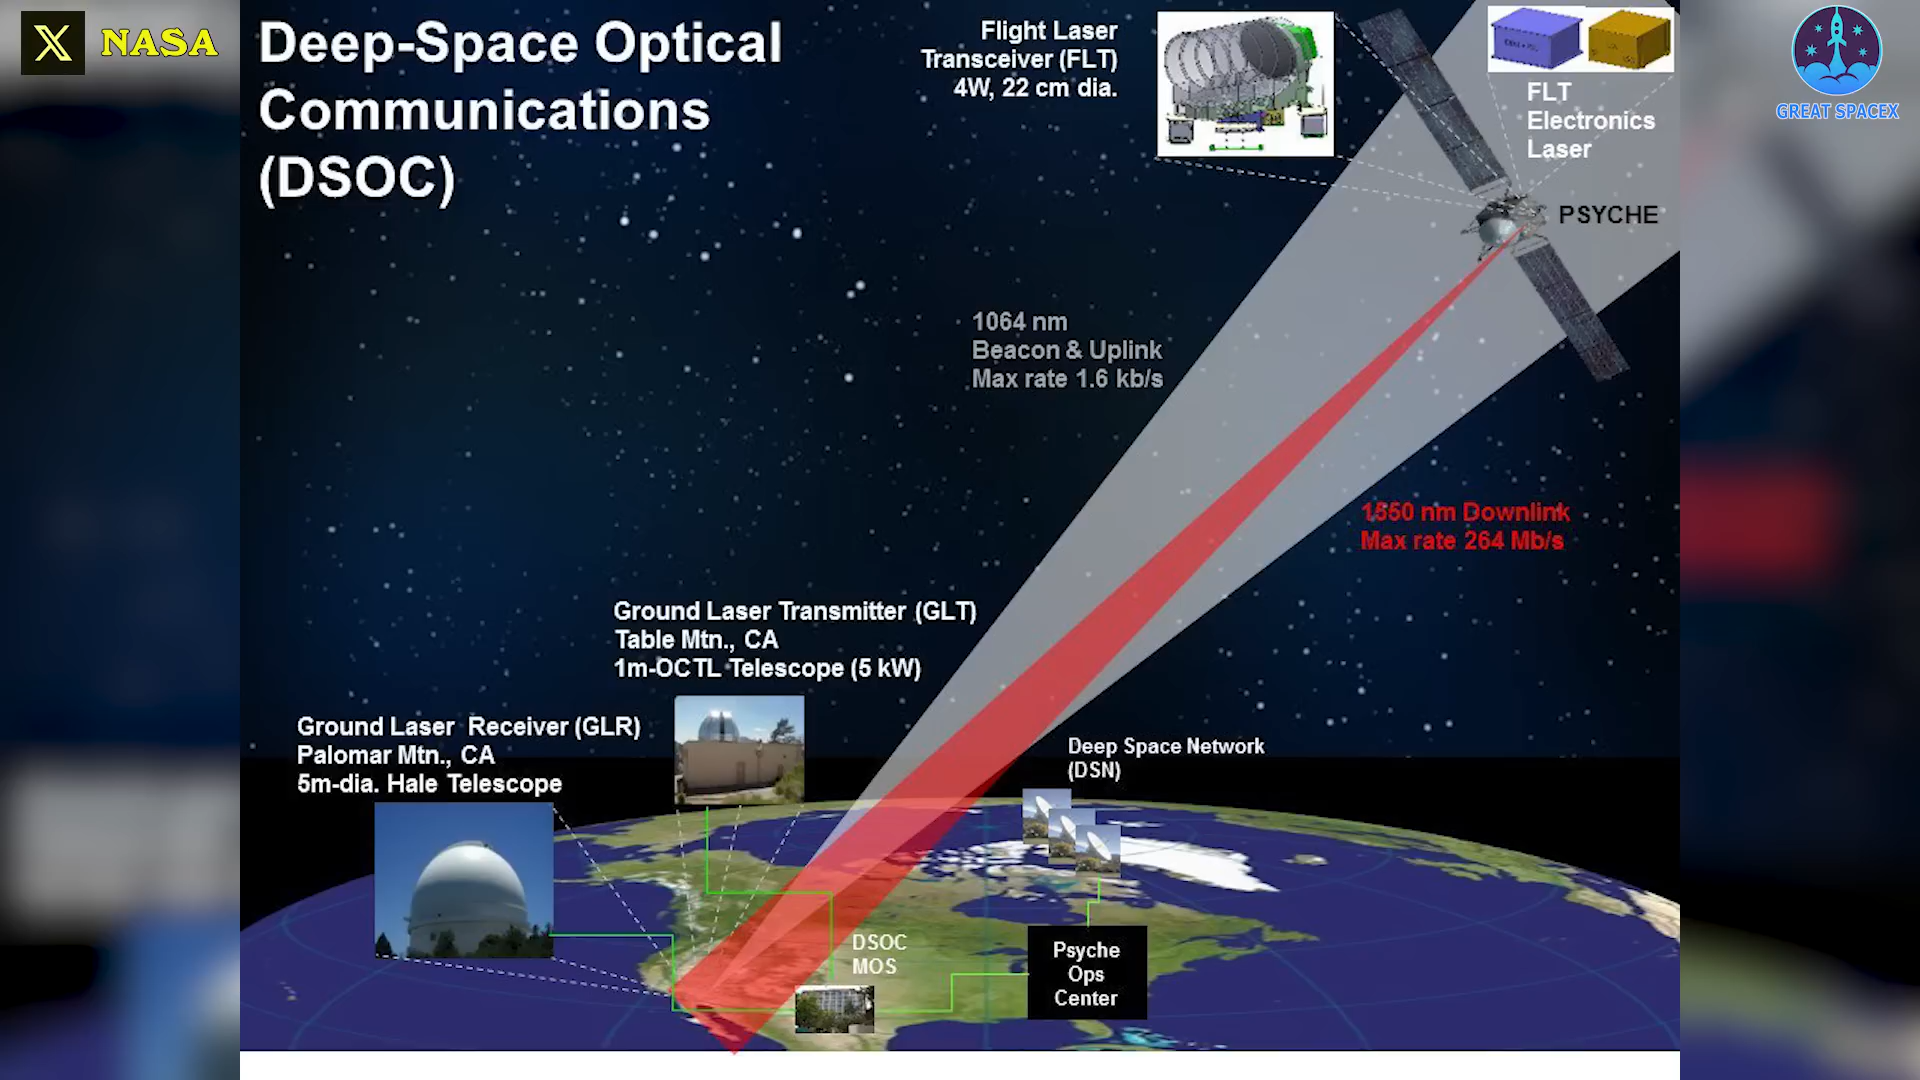 X NASA
Deep-Space Optical
Communications
(DSOC)
Flight Laser
Transceiver (FLT)
4W, 22 cm dia.
FLT
Electronics
Laser
GREAT SPACEX
PSYCHE
1064 nm
Beacon & Uplink
Max rate 1.6 kb/s
1550 nm Downlink
Max rate 264 Mb/s
Ground Laser Transmitter (GLT)
Table Mtn., CA
1m-OCTL Telescope (5 kW)
Ground Laser Receiver (GLR)
Palomar Mtn., CA
5m-dia. Hale Telescope
Deep Space Network
(DSN)
DSOC
MOS
Psyche
Ops
Center